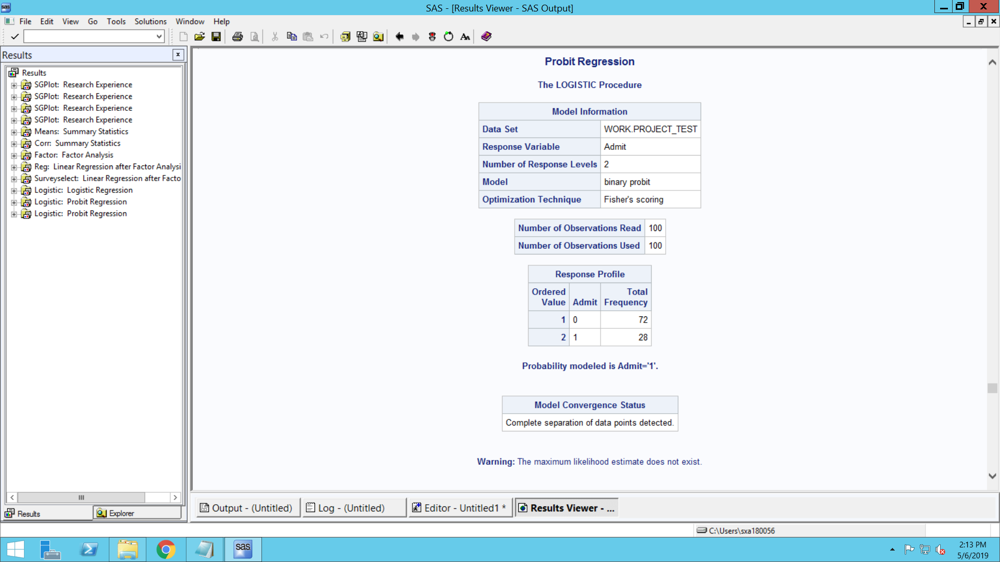 SAS - [Results Viewer - SAS Output]
File Edit View Go Tools Solutions Window Help
Results
Results
SGPlot: Research Experience
SGPlot: Research Experience
SGPlot: Research Experience
SGPlot: Research Experience
Means: Summary Statistics
Corr: Summary Statistics
Factor: Factor Analysis
Reg: Linear Regression after Factor Analysi
Surveyselect: Linear Regression after Facto
Logistic: Logistic Regression
Logistic: Probit Regression
Logistic: Probit Regression
Results Explorer
Probit Regression
The LOGISTIC Procedure
Model Information
Data Set WORK.PROJECT_TEST
Response Variable Admit
Number of Response Levels 2
Model binary probit
Optimization Technique Fisher's scoring
Number of Observations Read 100
Number of Observations Used 100
Response Profile
Ordered Value Admit Total Frequency
1 0 72
2 1 28
Probability modeled is Admit='1'.
Model Convergence Status
Complete separation of data points detected.
Warning: The maximum likelihood estimate does not exist.
Output - (Untitled) Log - (Untitled) Editor - Untitled1 * Results Viewer - ...
C:\Users\sxa180056
sas
2:13 PM
5/6/2019